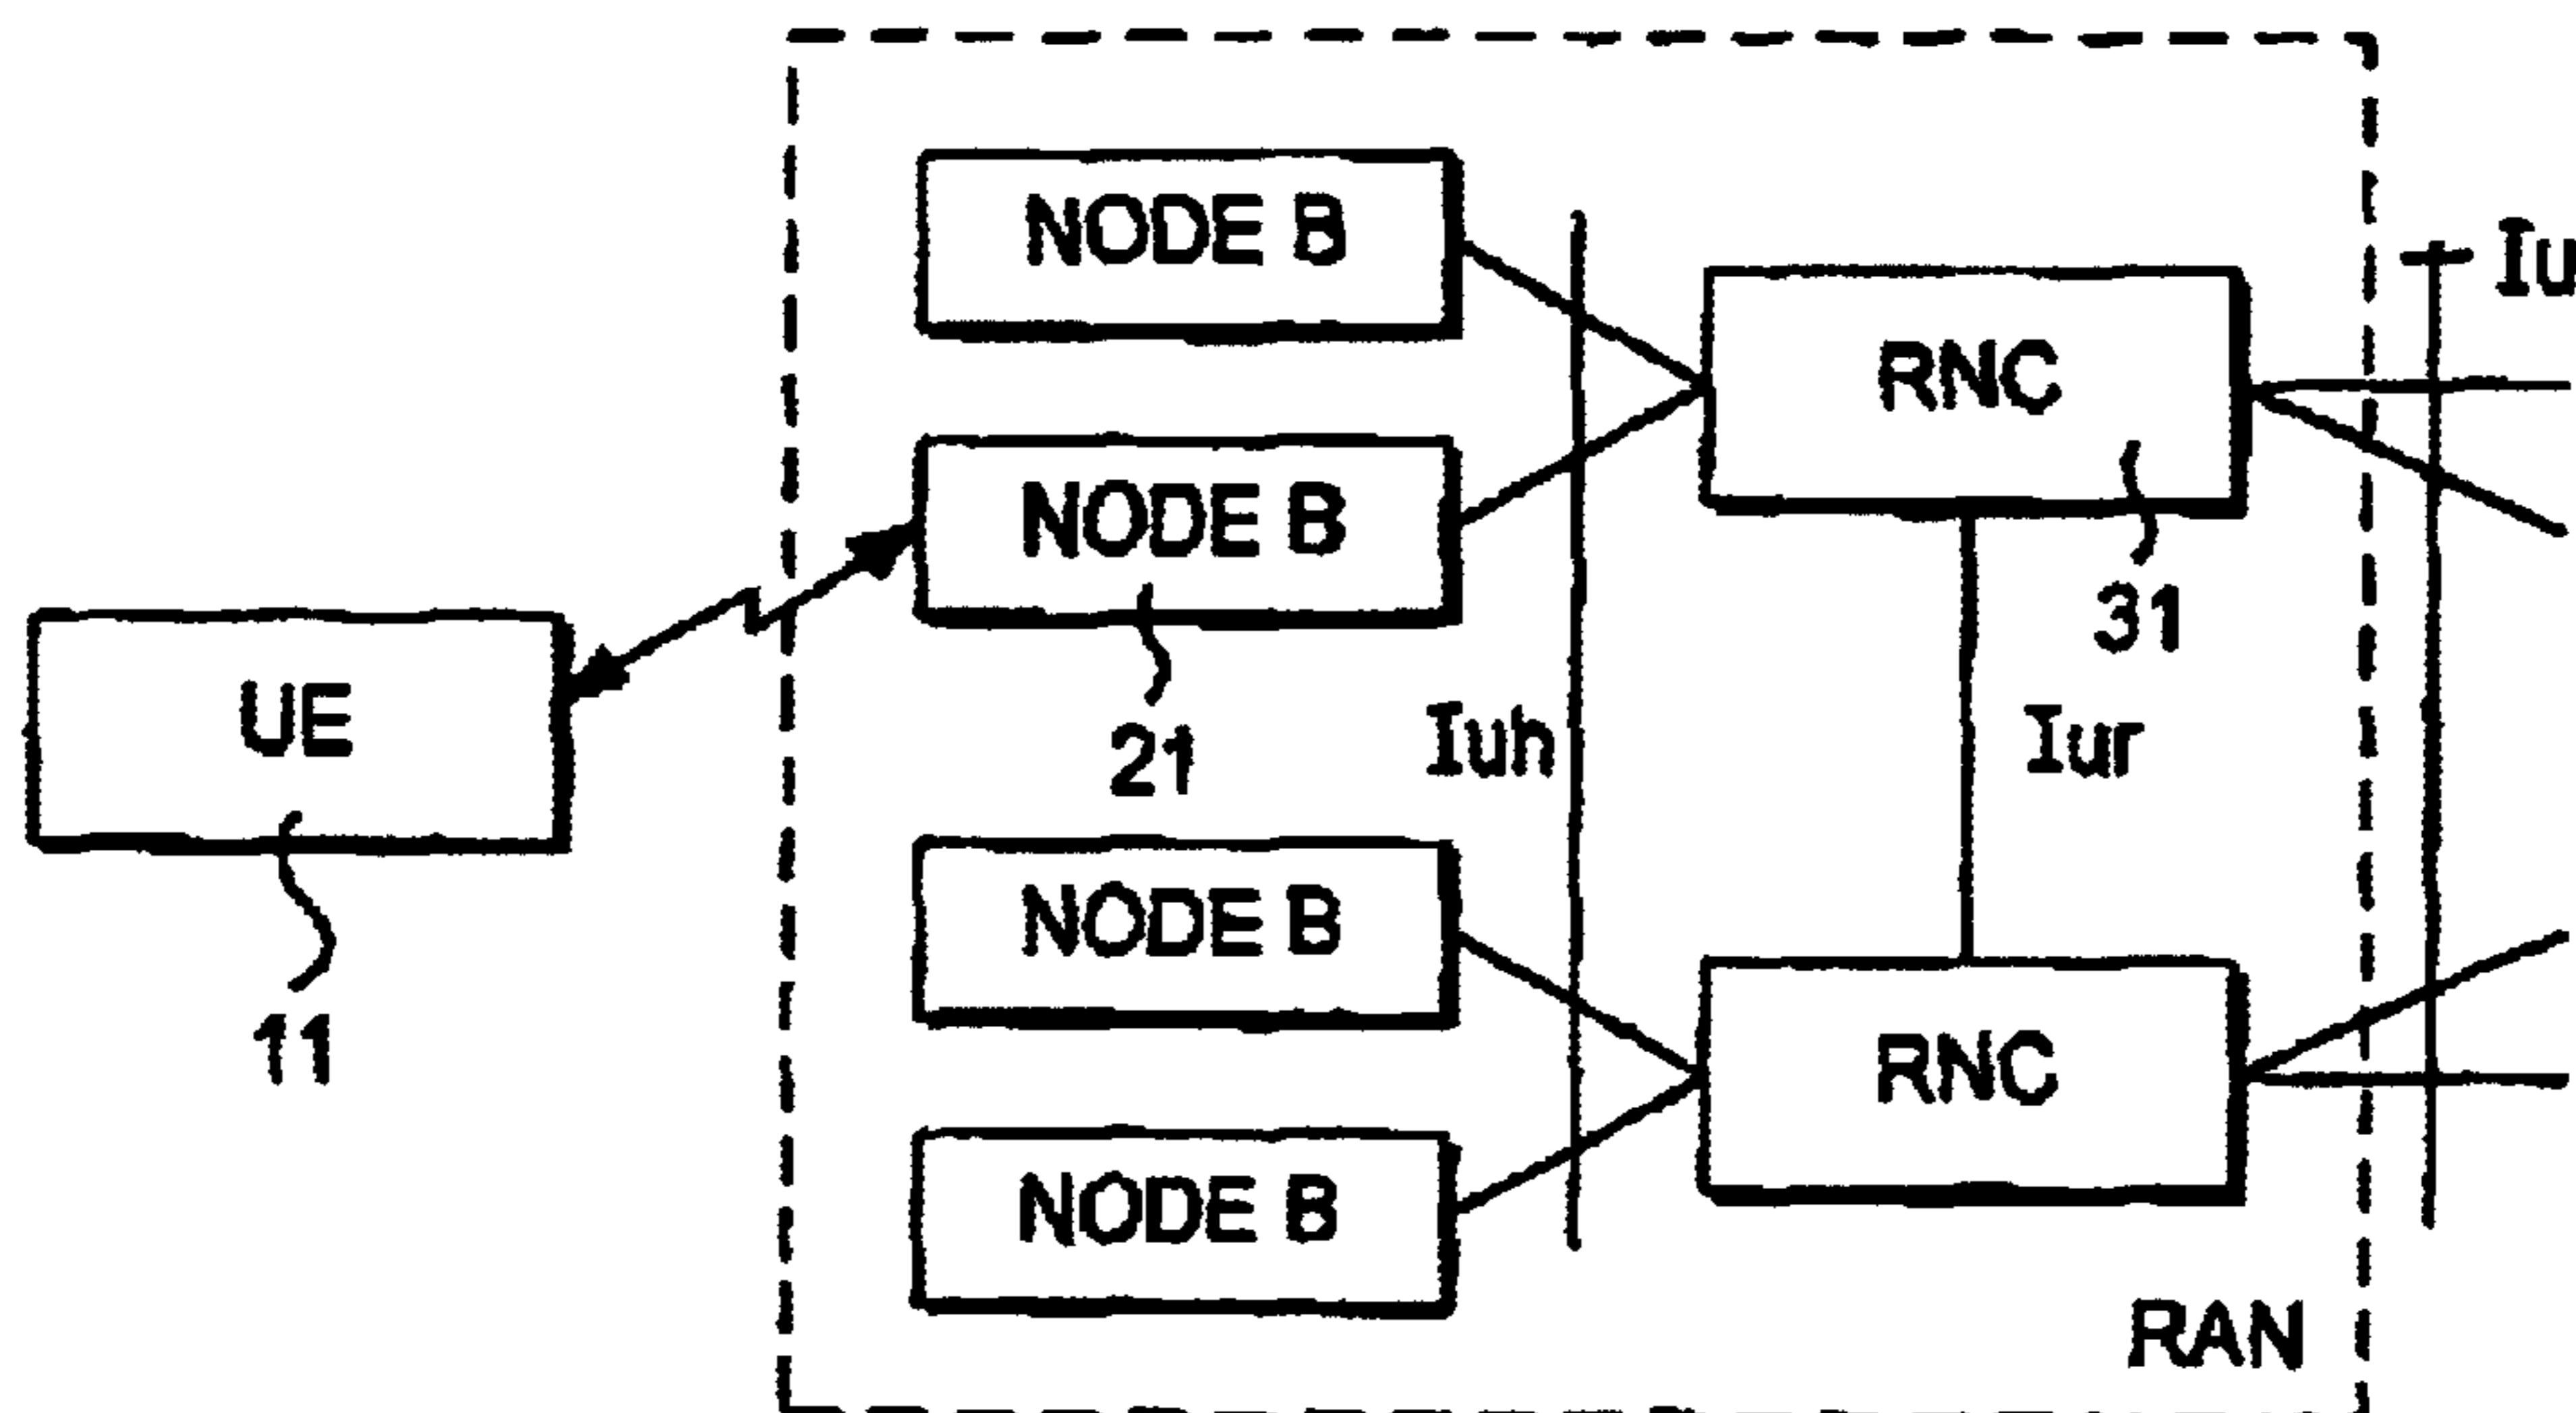 NODE B
Iu
RNC
NODE B
31
UE
21
Iuh
Iur
NODE B
11
RNC
NODE B
RAN